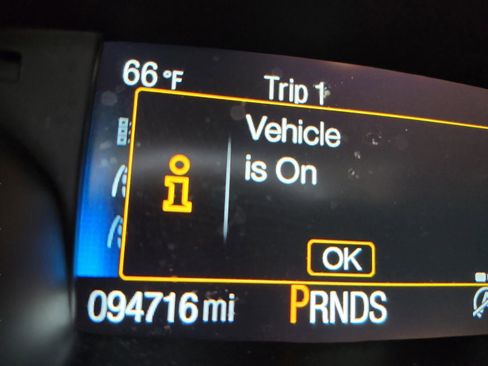 66°F Trip 1
Vehicle
is On
OK
094716 mi PRNDS